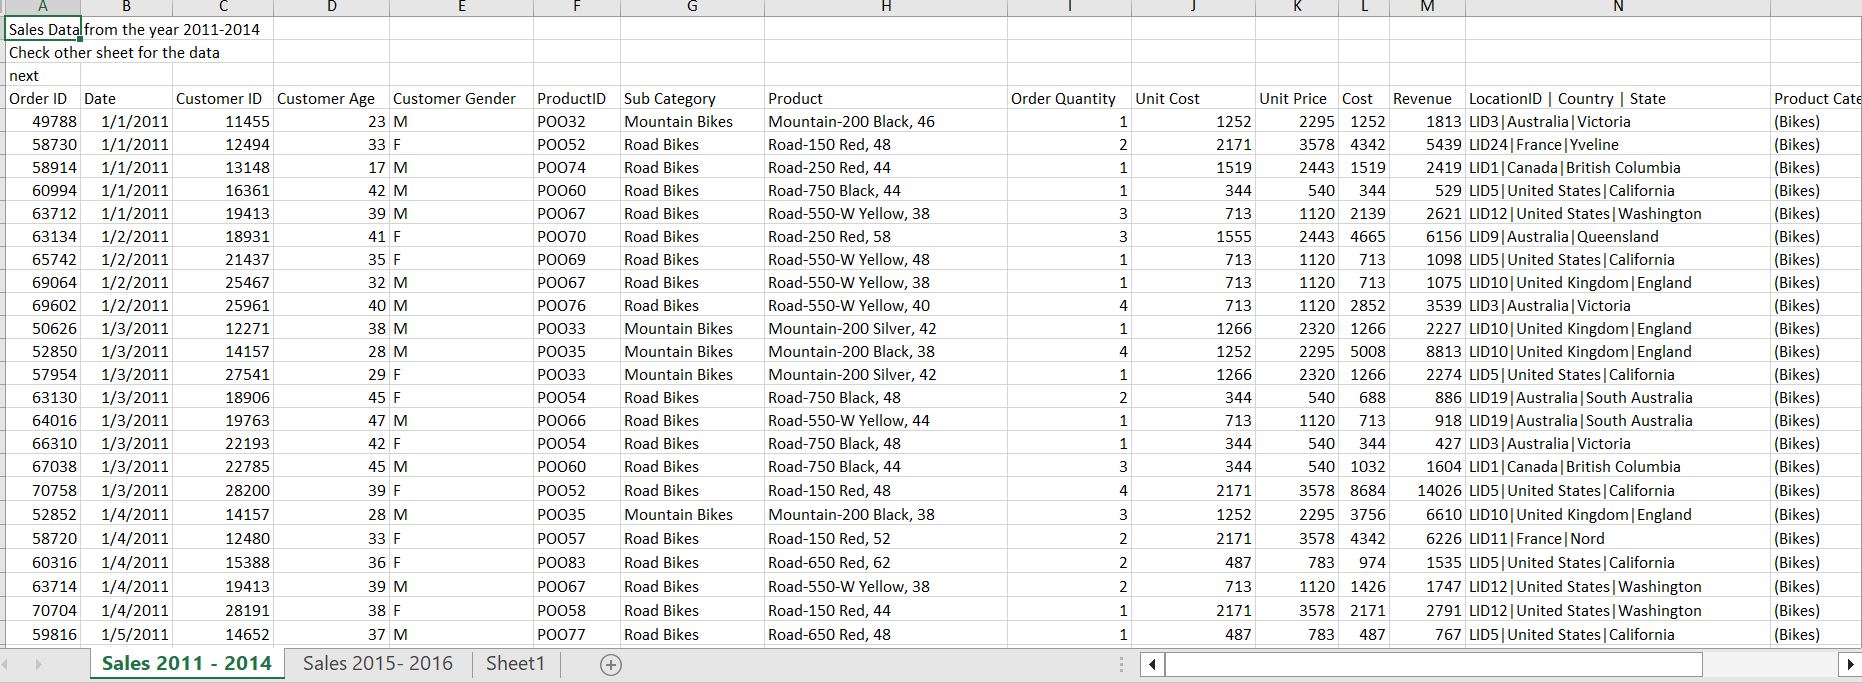 A B C D E F G H I J K L M N
Sales Data from the year 2011-2014
Check other sheet for the data
next
Order ID Date Customer ID Customer Age Customer Gender ProductID Sub Category Product Order Quantity Unit Cost Unit Price Cost Revenue LocationID | Country | State Product Cate
49788 1/1/2011 11455 23 M POO32 Mountain Bikes Mountain-200 Black, 46 1 1252 2295 1252 1813 LID3|Australia|Victoria (Bikes)
58730 1/1/2011 12494 33 F POO52 Road Bikes Road-150 Red, 48 2 2171 3578 4342 5439 LID24|France|Yveline (Bikes)
58914 1/1/2011 13148 17 M POO74 Road Bikes Road-250 Red, 44 1 1519 2443 1519 2419 LID1|Canada|British Columbia (Bikes)
60994 1/1/2011 16361 42 M POO60 Road Bikes Road-750 Black, 44 1 344 540 344 529 LID5|United States|California (Bikes)
63712 1/1/2011 19413 39 M POO67 Road Bikes Road-550-W Yellow, 38 3 713 1120 2139 2621 LID12|United States|Washington (Bikes)
63134 1/2/2011 18931 41 F POO70 Road Bikes Road-250 Red, 58 3 1555 2443 4665 6156 LID9|Australia|Queensland (Bikes)
65742 1/2/2011 21437 35 F POO69 Road Bikes Road-550-W Yellow, 48 1 713 1120 713 1098 LID5|United States|California (Bikes)
69064 1/2/2011 25467 32 M POO67 Road Bikes Road-550-W Yellow, 38 1 713 1120 713 1075 LID10|United Kingdom|England (Bikes)
69602 1/2/2011 25961 40 M POO76 Road Bikes Road-550-W Yellow, 40 4 713 1120 2852 3539 LID3|Australia|Victoria (Bikes)
50626 1/3/2011 12271 38 M POO33 Mountain Bikes Mountain-200 Silver, 42 1 1266 2320 1266 2227 LID10|United Kingdom|England (Bikes)
52850 1/3/2011 14157 28 M POO35 Mountain Bikes Mountain-200 Black, 38 4 1252 2295 5008 8813 LID10|United Kingdom|England (Bikes)
57954 1/3/2011 27541 29 F POO33 Mountain Bikes Mountain-200 Silver, 42 1 1266 2320 1266 2274 LID5|United States|California (Bikes)
63130 1/3/2011 18906 45 F POO54 Road Bikes Road-750 Black, 48 2 344 540 688 886 LID19|Australia|South Australia (Bikes)
64016 1/3/2011 19763 47 M POO66 Road Bikes Road-550-W Yellow, 44 1 713 1120 713 918 LID19|Australia|South Australia (Bikes)
66310 1/3/2011 22193 42 F POO54 Road Bikes Road-750 Black, 48 1 344 540 344 427 LID3|Australia|Victoria (Bikes)
67038 1/3/2011 22785 45 M POO60 Road Bikes Road-750 Black, 44 3 344 540 1032 1604 LID1|Canada|British Columbia (Bikes)
70758 1/3/2011 28200 39 F POO52 Road Bikes Road-150 Red, 48 4 2171 3578 8684 14026 LID5|United States|California (Bikes)
52852 1/4/2011 14157 28 M POO35 Mountain Bikes Mountain-200 Black, 38 3 1252 2295 3756 6610 LID10|United Kingdom|England (Bikes)
58720 1/4/2011 12480 33 F POO57 Road Bikes Road-150 Red, 52 2 2171 3578 4342 6226 LID11|France|Nord (Bikes)
60316 1/4/2011 15388 36 F POO83 Road Bikes Road-650 Red, 62 2 487 783 974 1535 LID5|United States|California (Bikes)
63714 1/4/2011 19413 39 M POO67 Road Bikes Road-550-W Yellow, 38 2 713 1120 1426 1747 LID12|United States|Washington (Bikes)
70704 1/4/2011 28191 38 F POO58 Road Bikes Road-150 Red, 44 1 2171 3578 2171 2791 LID12|United States|Washington (Bikes)
59816 1/5/2011 14652 37 M POO77 Road Bikes Road-650 Red, 48 1 487 783 487 767 LID5|United States|California (Bikes)
Sales 2011 - 2014 Sales 2015- 2016 Sheet1